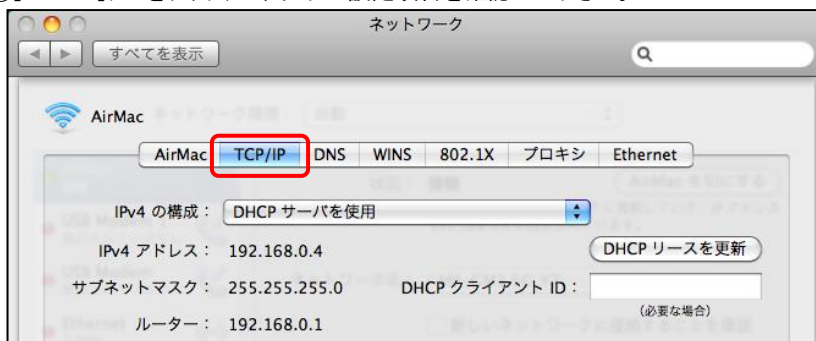 ネットワーク
すべてを表示
AirMac
AirMac TCP/IP DNS WINS 802.1X プロキシ Ethernet
IPv4 の構成： DHCP サーバを使用
IPv4 アドレス： 192.168.0.4 DHCP リースを更新
サブネットマスク： 255.255.255.0 DHCP クライアント ID：
(必要な場合)
ルーター： 192.168.0.1